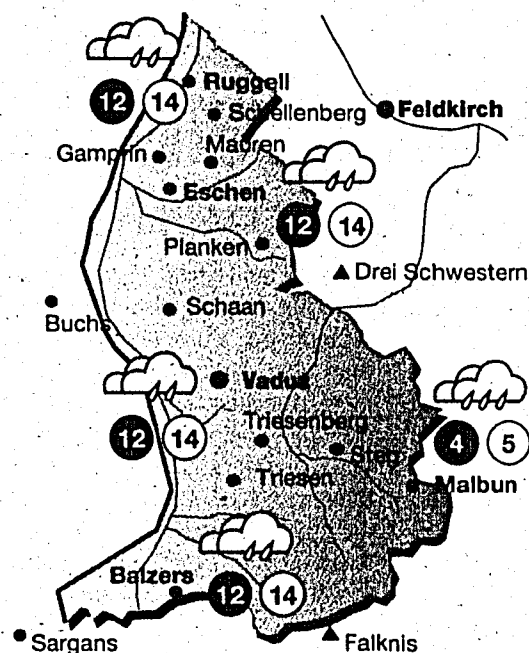 Ruggell
12 14
Schellenberg
Feldkirch
Gamprin
Mauren
Eschen
12 14
Planken
Drei Schwestern
Schaan
Buchs
Vaduz
12 14
Triesenberg
Steg
4 5
Triesen
Malbun
Balzers
12 14
Sargans
Falknis